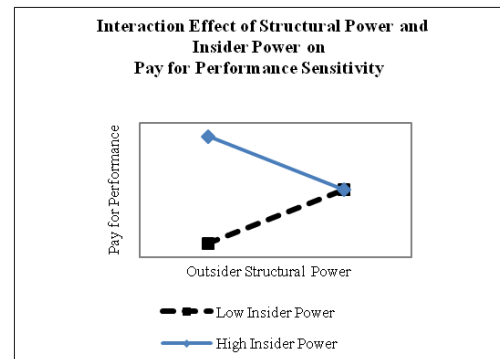 Interaction Effect of Structural Power and
Insider Power on
Pay for Performance Sensitivity
Pay for Performance
Outsider Structural Power
Low Insider Power
High Insider Power